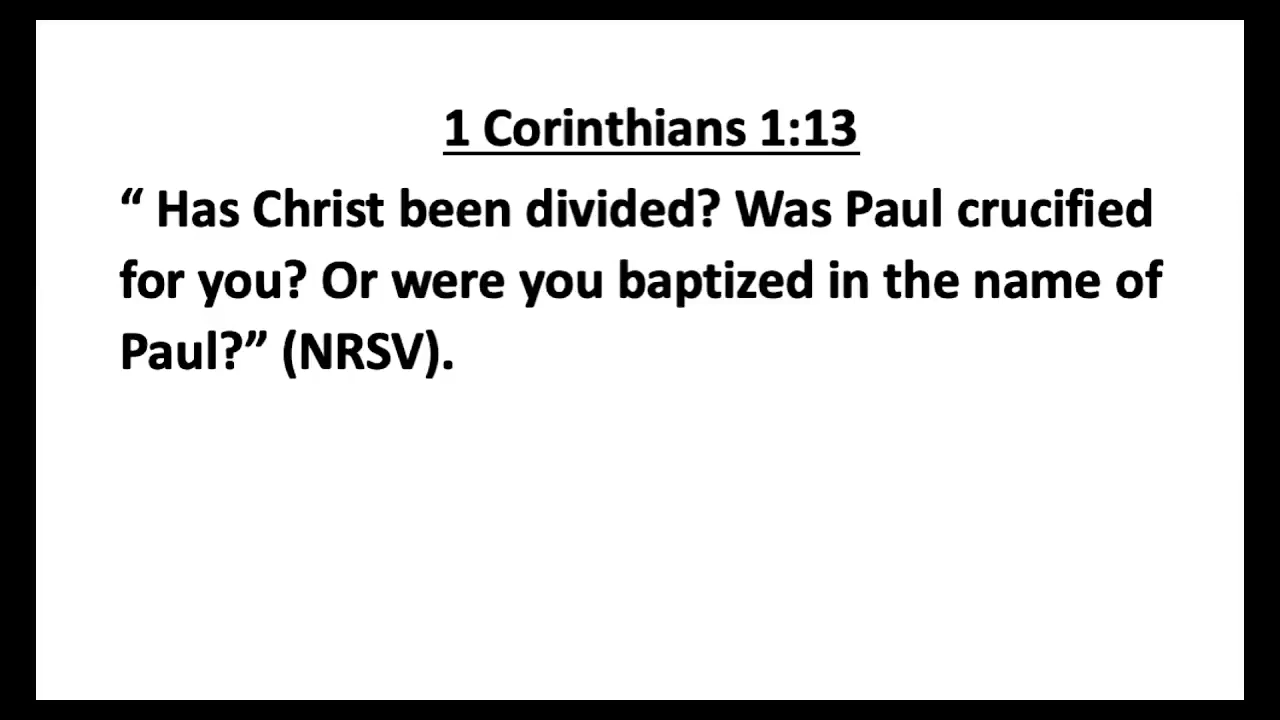 1 Corinthians 1:13
“ Has Christ been divided? Was Paul crucified
for you? Or were you baptized in the name of
Paul?” (NRSV).